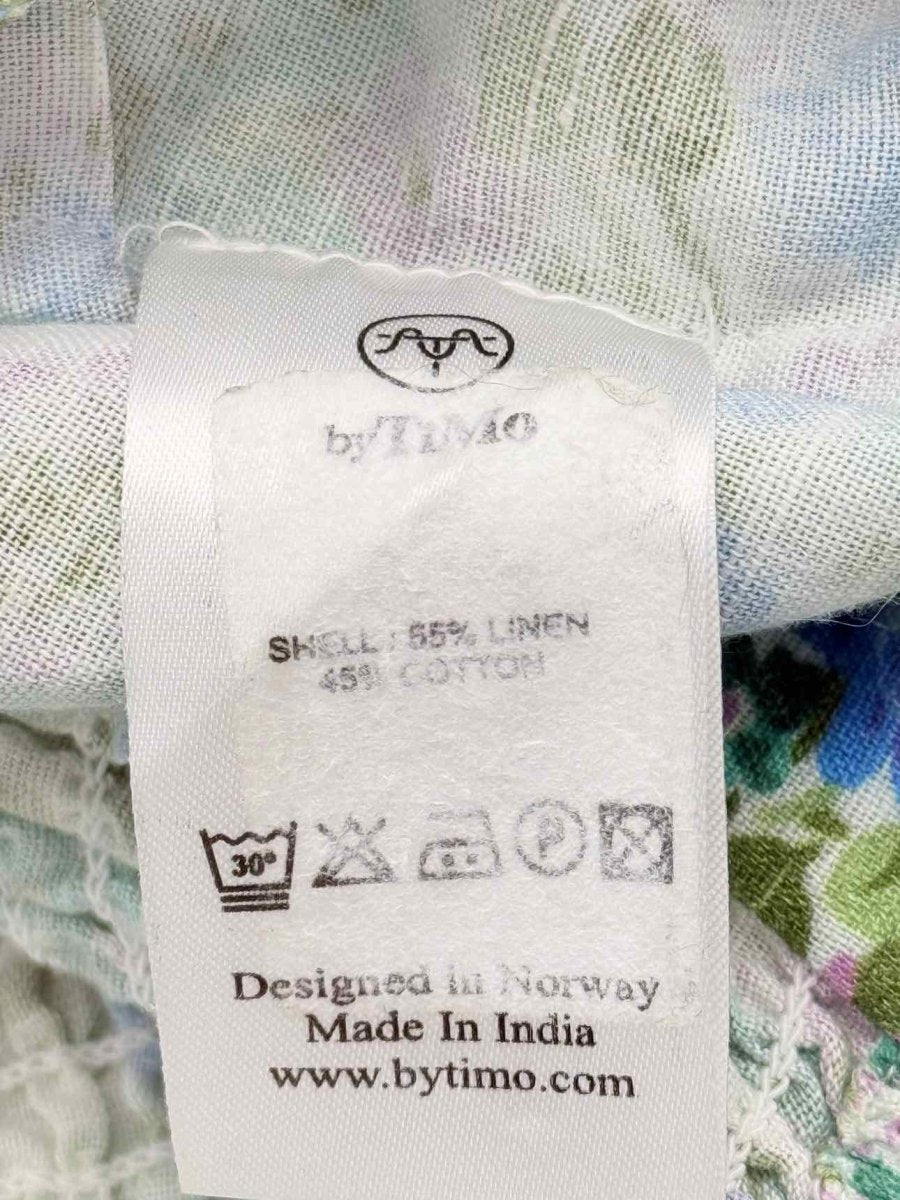 byTiMo
SHELL : 55% LINEN
45% COTTON
30°
P
Designed in Norway
Made In India
www.bytimo.com